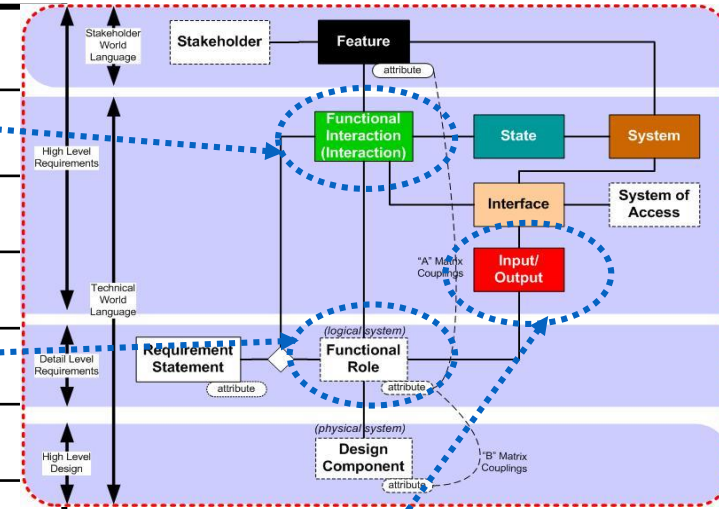 Stakeholder
World
Language
Stakeholder
Feature
attribute
High Level
Requirements
Functional
Interaction
(Interaction)
State
System
Interface
System of
Access
"A" Matrix
Couplings
Input/
Output
Technical
World
Language
(logical system)
Detail Level
Requirements
Requirement
Statement
attribute
Functional
Role
attribute
(physical system)
High Level
Design
Design
Component
attribute
"B" Matrix
Couplings